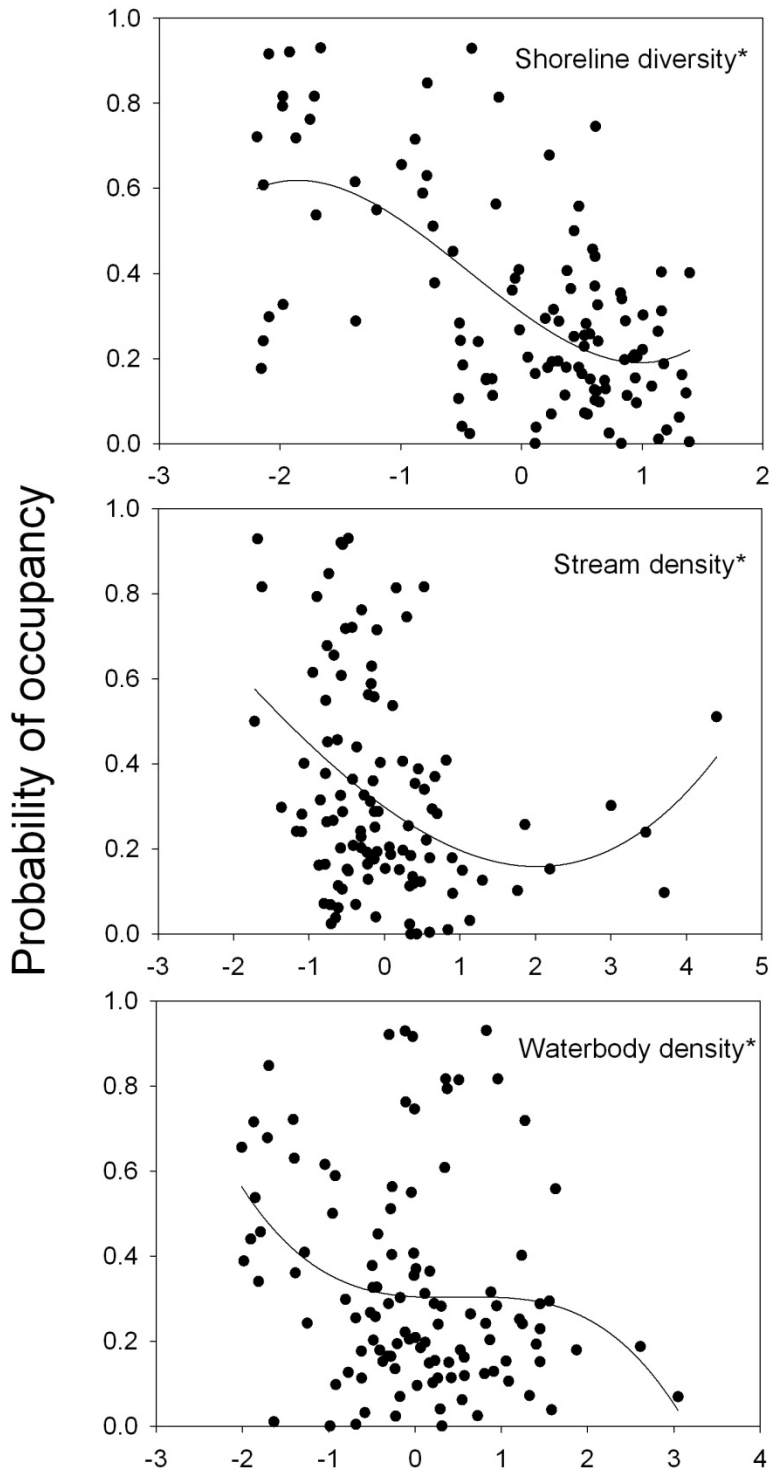 Probability of occupancy
1.0
Shoreline diversity*
0.8
0.6
0.4
0.2
0.0
-3 -2 -1 0 1 2
1.0
Stream density*
0.8
0.6
0.4
0.2
0.0
-3 -2 -1 0 1 2 3 4 5
1.0
Waterbody density*
0.8
0.6
0.4
0.2
0.0
-3 -2 -1 0 1 2 3 4